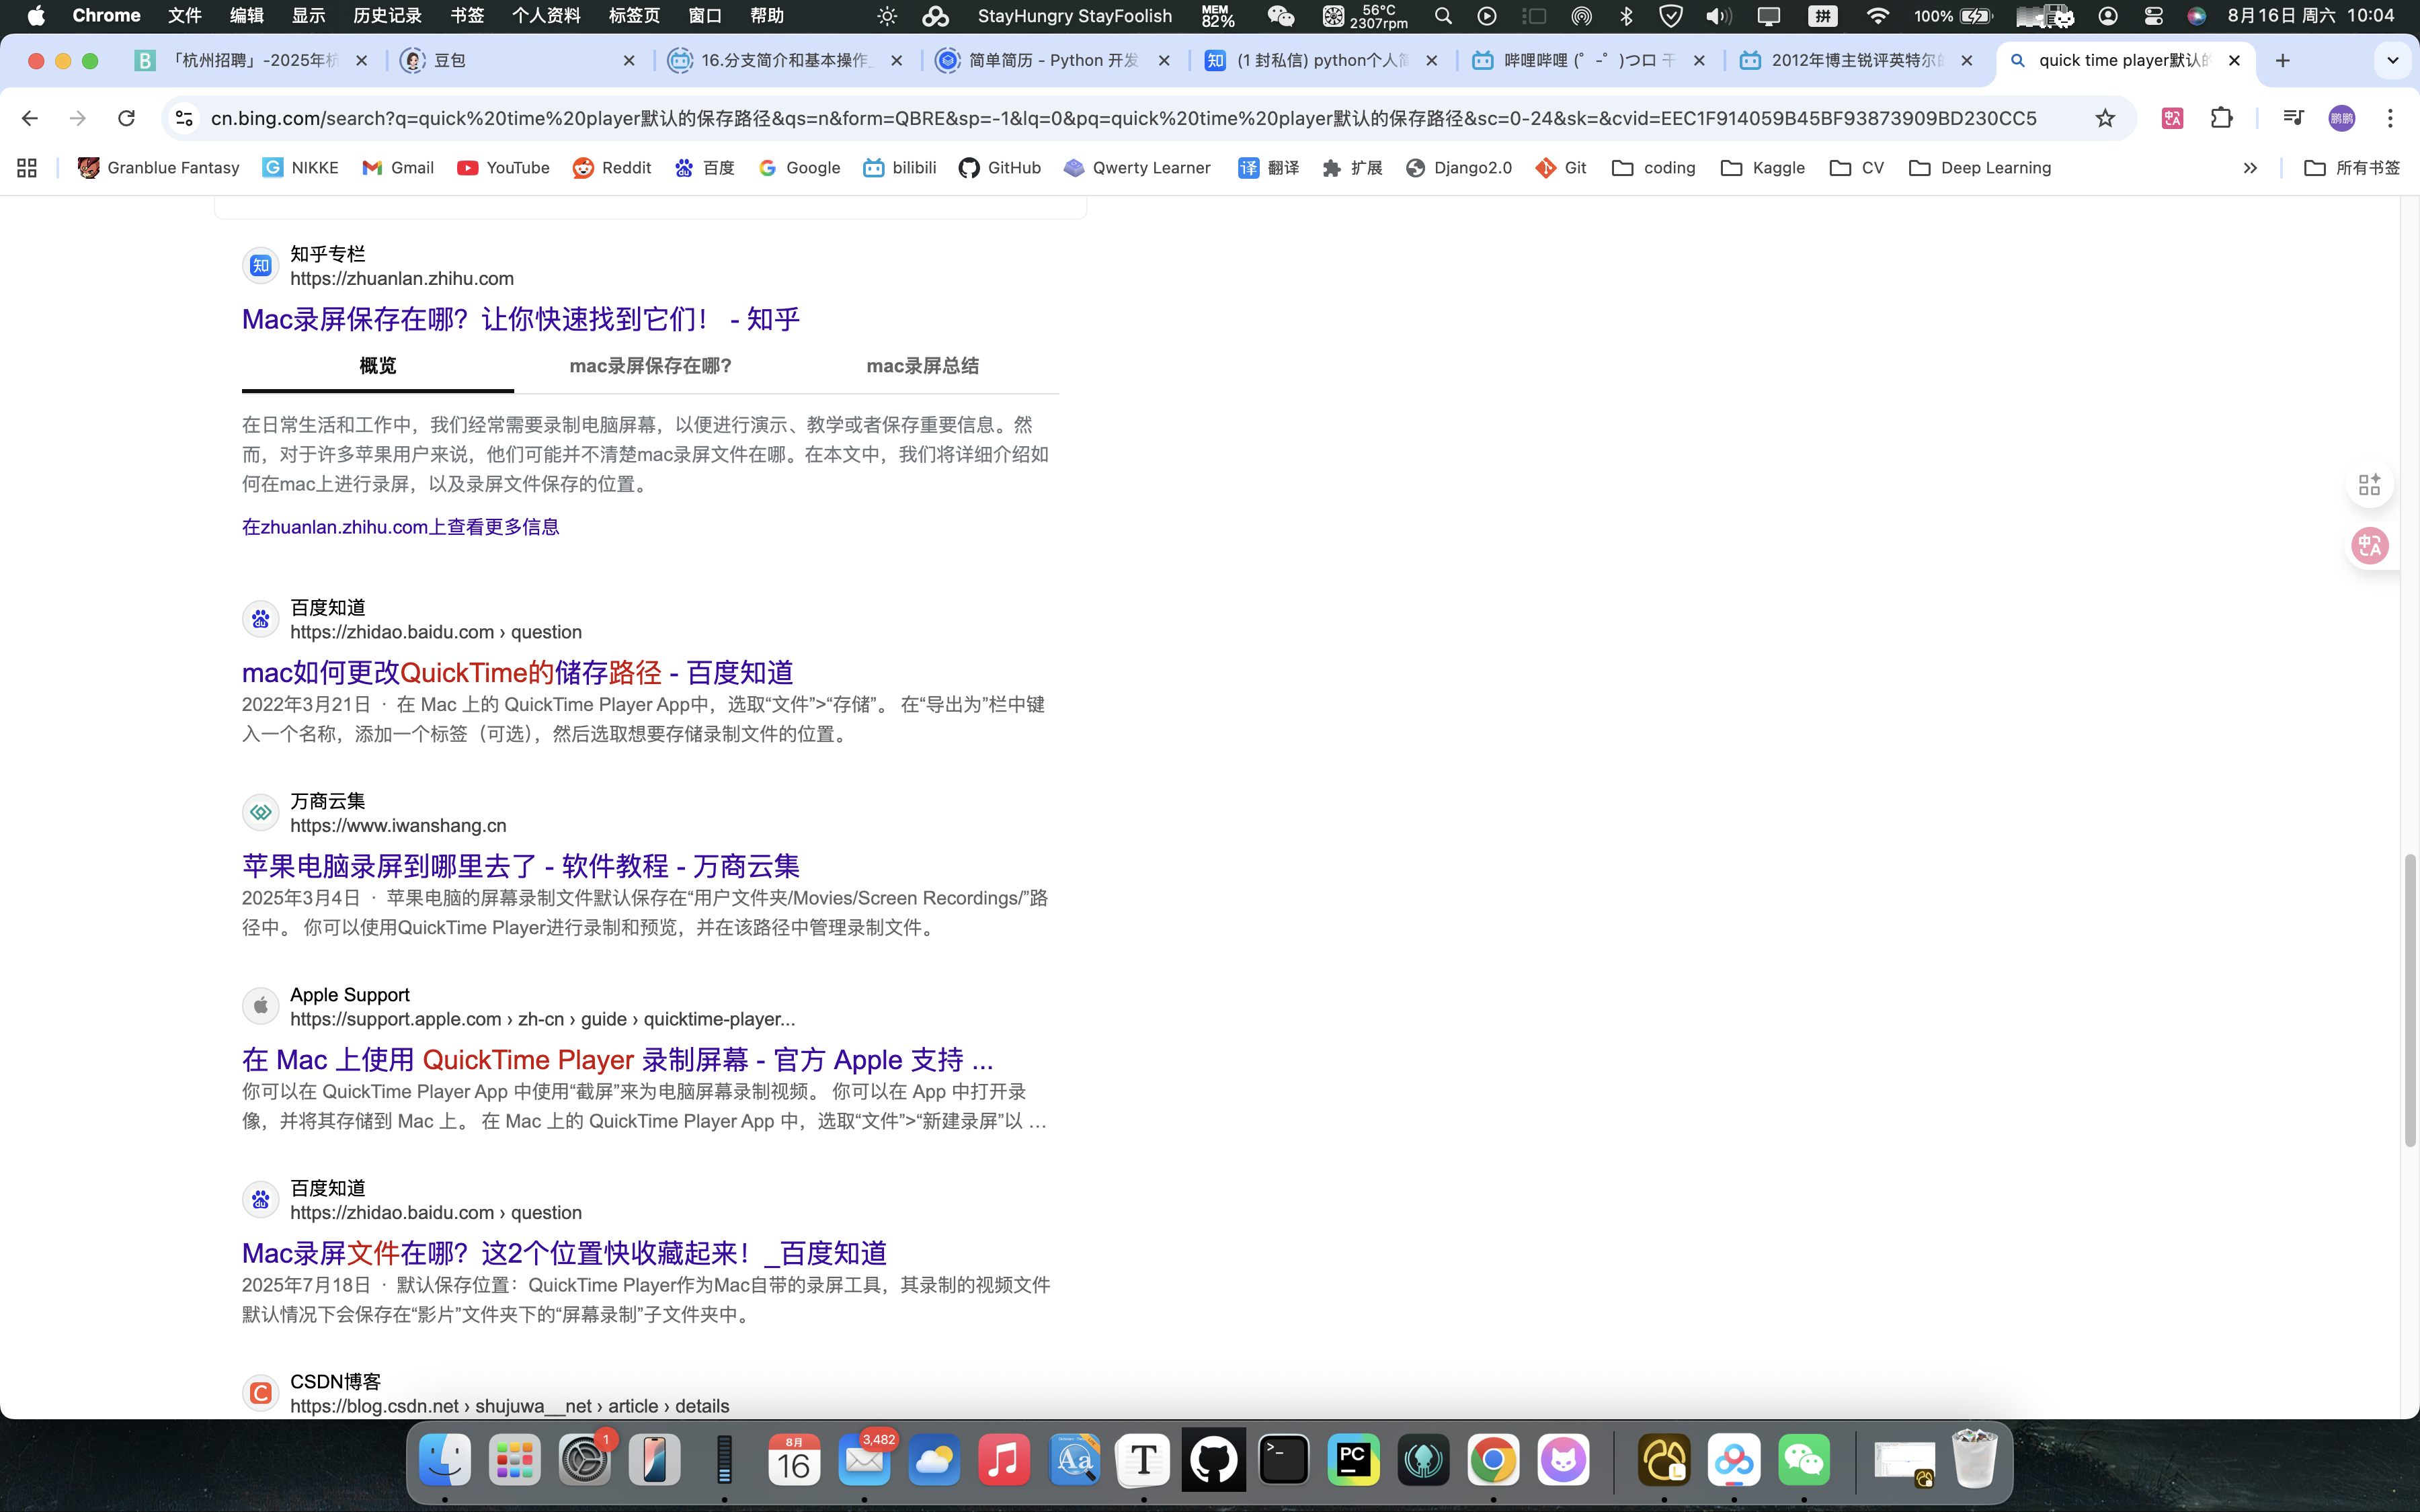 Chrome 文件 编辑 显示 历史记录 书签 个人资料 标签页 窗口 帮助 StayHungry StayFoolish MEM 82% 56°C 2307rpm 拼 100% 8月16日 周六 10:04
「杭州招聘」-2025年杭 豆包 16.分支简介和基本操作_ 简单简历 - Python 开发 (1 封私信) python个人简 哔哩哔哩 (゜-゜)つロ 干 2012年博主锐评英特尔的 quick time player默认的
cn.bing.com/search?q=quick%20time%20player默认的保存路径&qs=n&form=QBRE&sp=-1&lq=0&pq=quick%20time%20player默认的保存路径&sc=0-24&sk=&cvid=EEC1F914059B45BF93873909BD230CC5 鹏鹏
Granblue Fantasy NIKKE Gmail YouTube Reddit 百度 Google bilibili GitHub Qwerty Learner 翻译 扩展 Django2.0 Git coding Kaggle CV Deep Learning 所有书签
知乎专栏
https://zhuanlan.zhihu.com
Mac录屏保存在哪？让你快速找到它们！ - 知乎
概览 mac录屏保存在哪? mac录屏总结
在日常生活和工作中，我们经常需要录制电脑屏幕，以便进行演示、教学或者保存重要信息。然
而，对于许多苹果用户来说，他们可能并不清楚mac录屏文件在哪。在本文中，我们将详细介绍如
何在mac上进行录屏，以及录屏文件保存的位置。
在zhuanlan.zhihu.com上查看更多信息
百度知道
https://zhidao.baidu.com › question
mac如何更改QuickTime的储存路径 - 百度知道
2022年3月21日 · 在 Mac 上的 QuickTime Player App中，选取“文件”>“存储”。 在“导出为”栏中键
入一个名称，添加一个标签（可选），然后选取想要存储录制文件的位置。
万商云集
https://www.iwanshang.cn
苹果电脑录屏到哪里去了 - 软件教程 - 万商云集
2025年3月4日 · 苹果电脑的屏幕录制文件默认保存在“用户文件夹/Movies/Screen Recordings/”路
径中。 你可以使用QuickTime Player进行录制和预览，并在该路径中管理录制文件。
Apple Support
https://support.apple.com › zh-cn › guide › quicktime-player...
在 Mac 上使用 QuickTime Player 录制屏幕 - 官方 Apple 支持 ...
你可以在 QuickTime Player App 中使用“截屏”来为电脑屏幕录制视频。 你可以在 App 中打开录
像，并将其存储到 Mac 上。 在 Mac 上的 QuickTime Player App 中，选取“文件”>“新建录屏”以 ...
百度知道
https://zhidao.baidu.com › question
Mac录屏文件在哪？这2个位置快收藏起来！_百度知道
2025年7月18日 · 默认保存位置：QuickTime Player作为Mac自带的录屏工具，其录制的视频文件
默认情况下会保存在“影片”文件夹下的“屏幕录制”子文件夹中。
CSDN博客
https://blog.csdn.net › shujuwa__net › article › details
1 8月 16 3,482 Aa T PC L